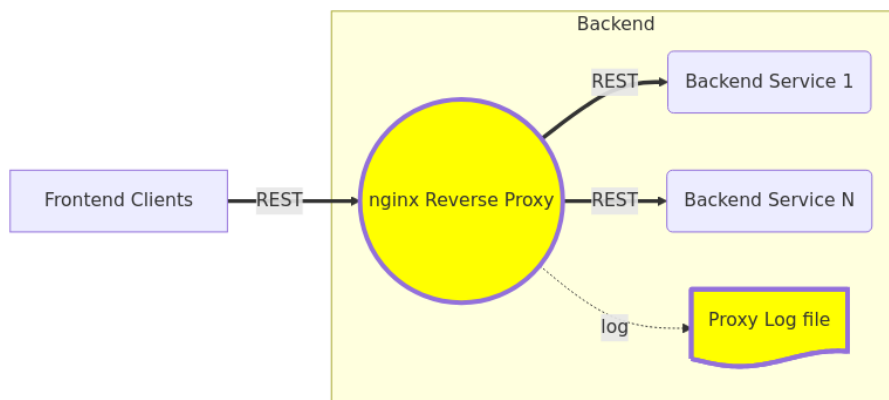 Backend
REST
Backend Service 1
Frontend Clients
REST
nginx Reverse Proxy
REST
Backend Service N
log
Proxy Log file